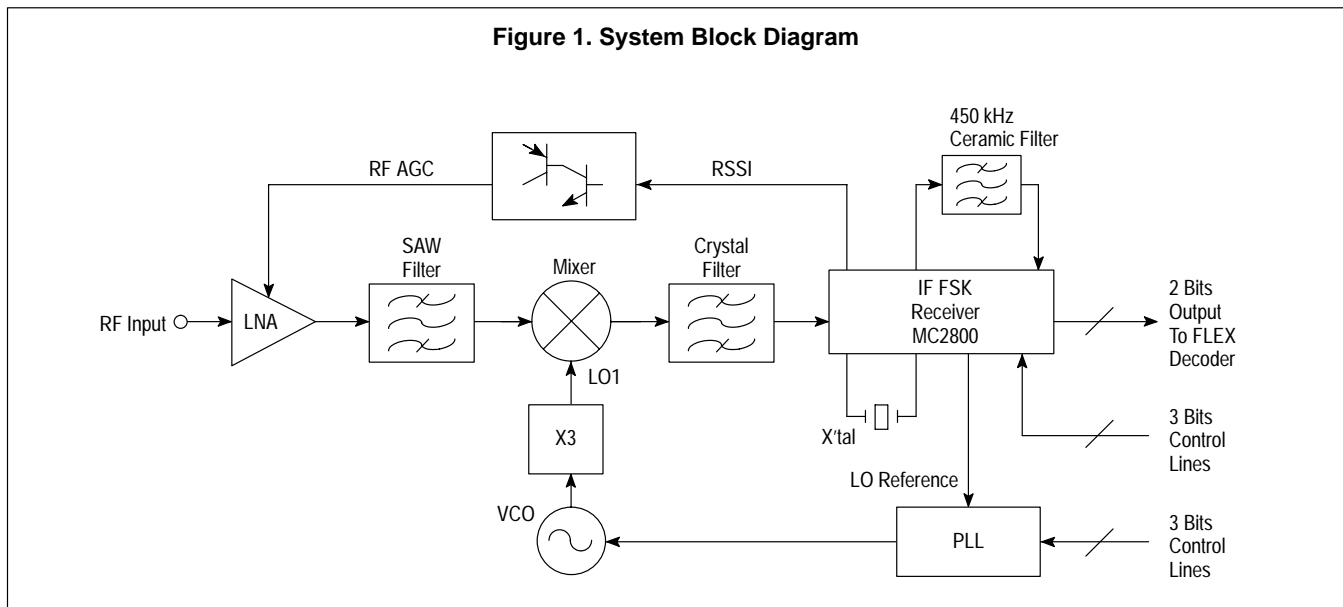 Figure 1. System Block Diagram
450 kHz
Ceramic Filter
RF AGC
RSSI
SAW
Filter
Mixer
Crystal
Filter
IF FSK
Receiver
MC2800
2 Bits
Output
To FLEX
Decoder
RF Input
LNA
LO1
X3
X'tal
3 Bits
Control
Lines
LO Reference
VCO
PLL
3 Bits
Control
Lines